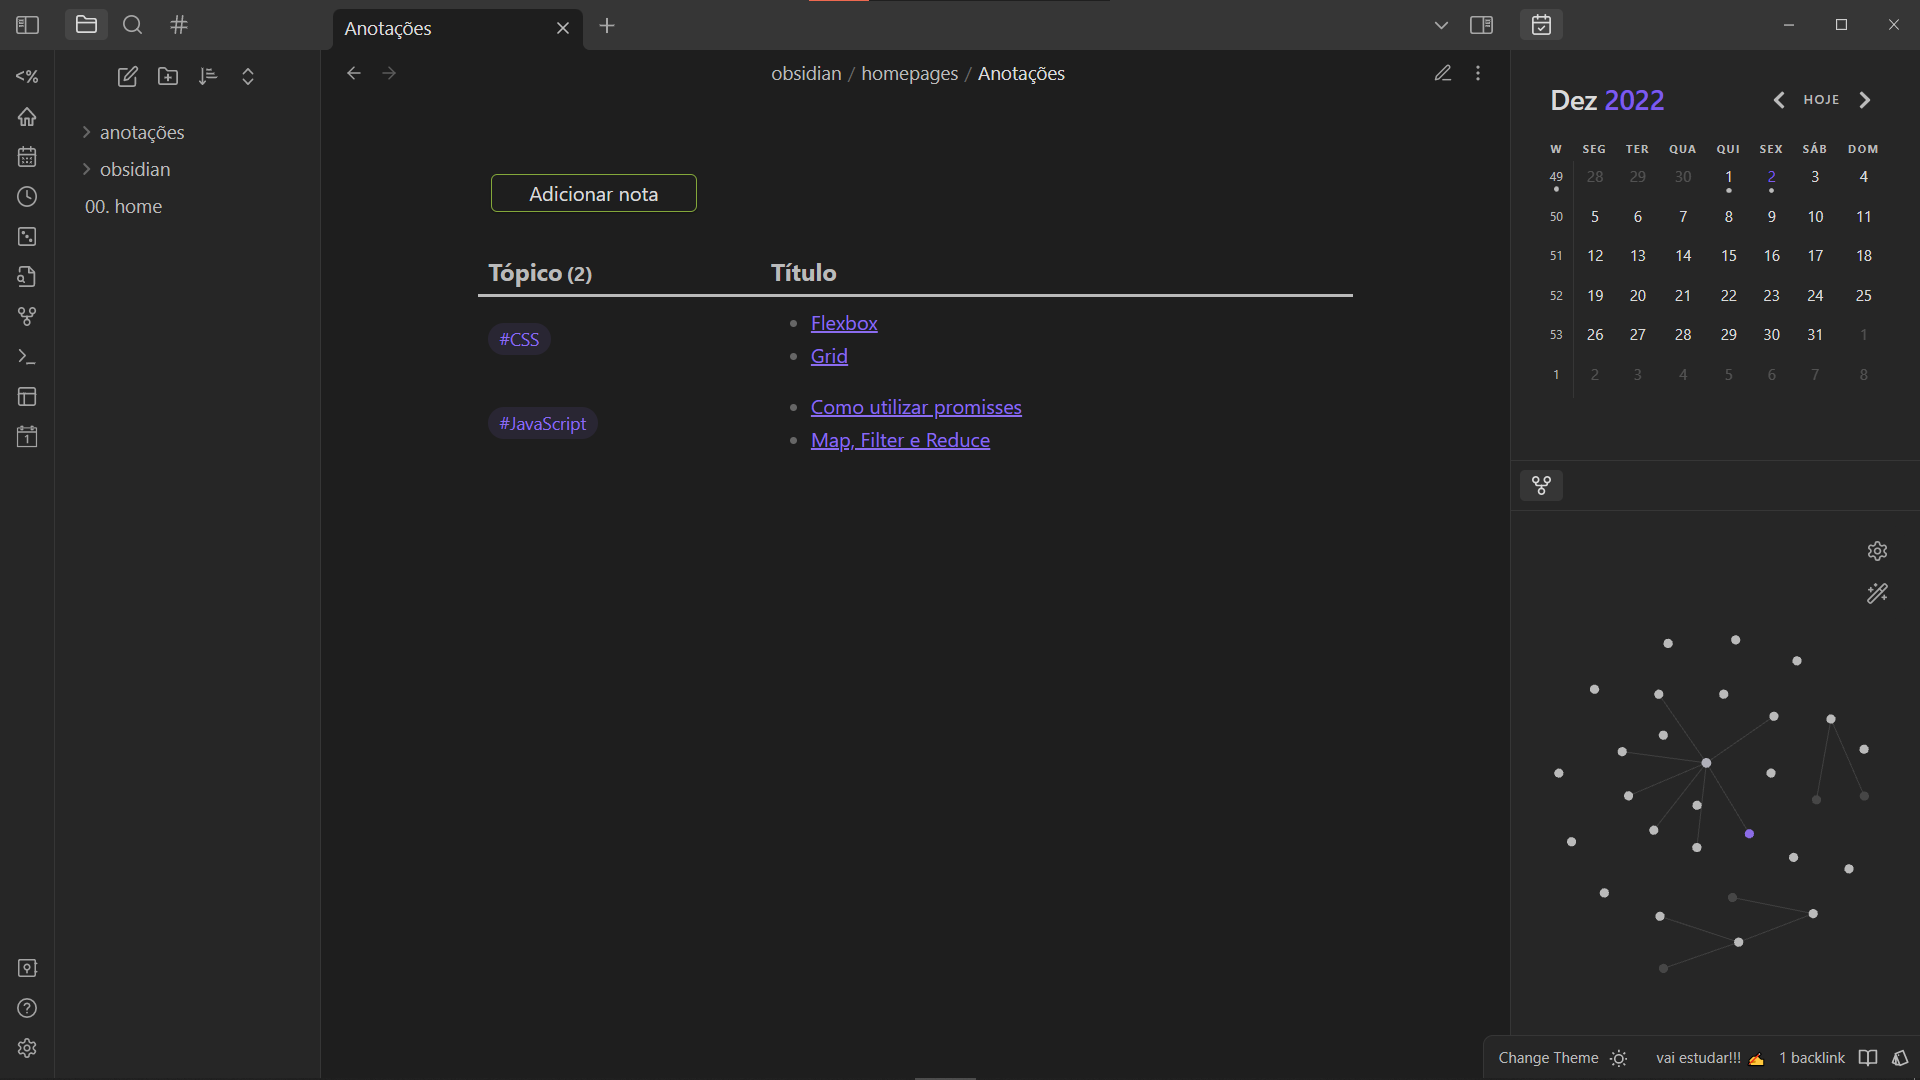 Anotações
<%
anotações
obsidian
00. home
obsidian / homepages / Anotações
Adicionar nota
Tópico (2) Título
#CSS
Flexbox
Grid
#JavaScript
Como utilizar promisses
Map, Filter e Reduce
Dez 2022
HOJE
W SEG TER QUA QUI SEX SÁB DOM
49 28 29 30 1 2 3 4
50 5 6 7 8 9 10 11
51 12 13 14 15 16 17 18
52 19 20 21 22 23 24 25
53 26 27 28 29 30 31 1
1 2 3 4 5 6 7 8
1
Change Theme vai estudar!!! ✍ 1 backlink